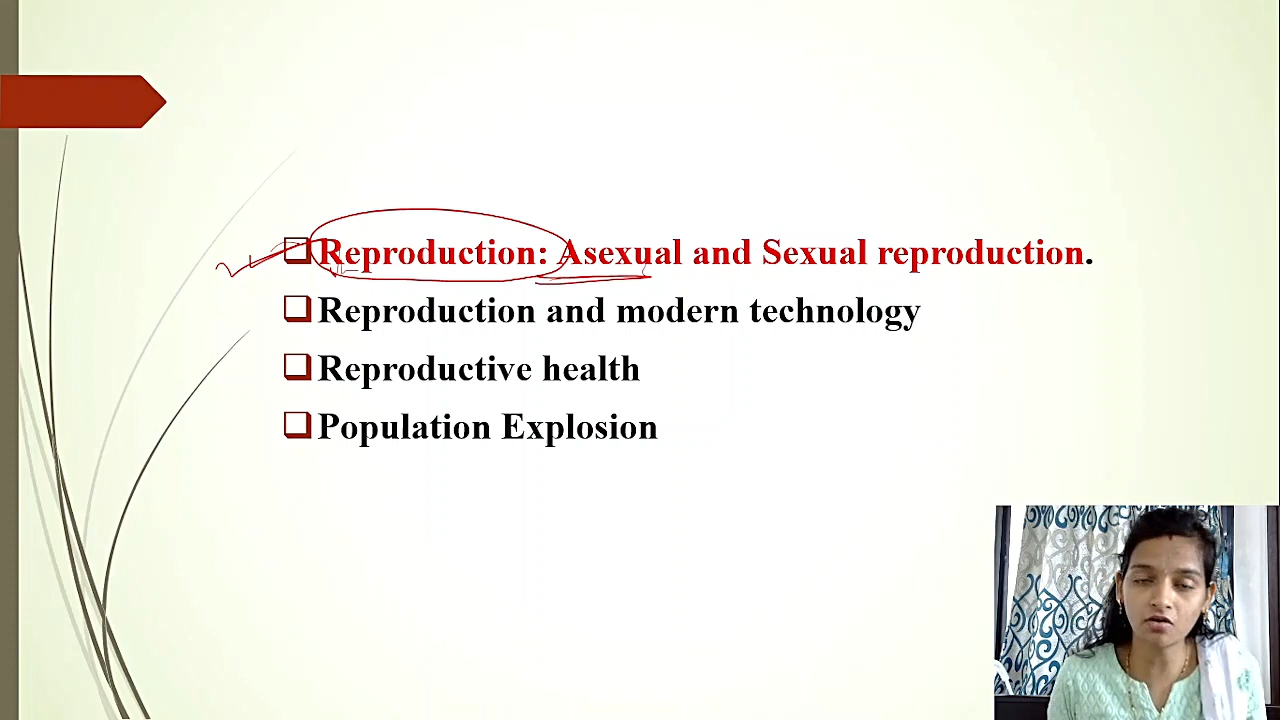 Reproduction: Asexual and Sexual reproduction.
Reproduction and modern technology
Reproductive health
Population Explosion